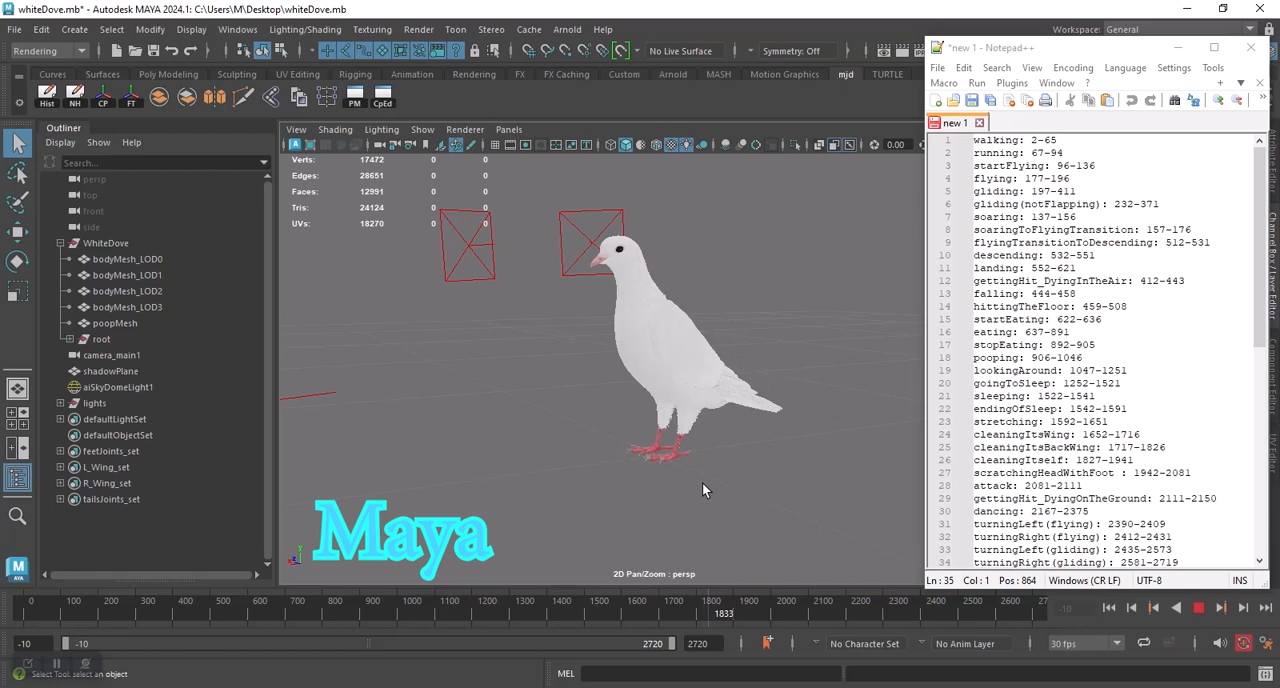 whiteDove.mb* - Autodesk MAYA 2024.1: C:\Users\M\Desktop\whiteDove.mb
File Edit Create Select Modify Display Windows Lighting/Shading Texturing Render Toon Stereo Cache Arnold Help
Workspace: General
Rendering
No Live Surface
Symmetry: Off
Curves Surfaces Poly Modeling Sculpting UV Editing Rigging Animation Rendering FX FX Caching Custom Arnold MASH Motion Graphics mjd TURTLE
Hist NH CP FT PM CpEd
Outliner
Display Show Help
Search...
persp
top
front
side
WhiteDove
bodyMesh_LOD0
bodyMesh_LOD1
bodyMesh_LOD2
bodyMesh_LOD3
poopMesh
root
camera_main1
shadowPlane
aiSkyDomeLight1
lights
defaultLightSet
defaultObjectSet
feetJoints_set
L_Wing_set
R_Wing_set
tailsJoints_set
View Shading Lighting Show Renderer Panels
0.00
Verts: 17472 0 0
Edges: 28651 0 0
Faces: 12991 0 0
Tris: 24124 0 0
UVs: 18270 0 0
Maya
2D Pan/Zoom : persp
*new 1 - Notepad++
File Edit Search View Encoding Language Settings Tools
Macro Run Plugins Window ?
new 1
1 walking: 2-65
2 running: 67-94
3 startFlying: 96-136
4 flying: 177-196
5 gliding: 197-411
6 gliding(notFlapping): 232-371
7 soaring: 137-156
8 soaringToFlyingTransition: 157-176
9 flyingTransitionToDescending: 512-531
10 descending: 532-551
11 landing: 552-621
12 gettingHit_DyingInTheAir: 412-443
13 falling: 444-458
14 hittingTheFloor: 459-508
15 startEating: 622-636
16 eating: 637-891
17 stopEating: 892-905
18 pooping: 906-1046
19 lookingAround: 1047-1251
20 goingToSleep: 1252-1521
21 sleeping: 1522-1541
22 endingOfSleep: 1542-1591
23 stretching: 1592-1651
24 cleaningItsWing: 1652-1716
25 cleaningItsBackWing: 1717-1826
26 cleaningItself: 1827-1941
27 scratchingHeadWithFoot : 1942-2081
28 attack: 2081-2111
29 gettingHit_DyingOnTheGround: 2111-2150
30 dancing: 2167-2375
31 turningLeft(flying): 2390-2409
32 turningRight(flying): 2412-2431
33 turningLeft(gliding): 2435-2573
34 turningRight(gliding): 2581-2719
Ln: 35 Col: 1 Pos: 864 Windows (CR LF) UTF-8 INS
0 100 200 300 400 500 600 700 800 900 1000 1100 1200 1300 1400 1500 1600 1700 1800 1900 2000 2100 2200 2300 2400 2500 2600
1833
-10
-10 -10 2720 2720 No Character Set No Anim Layer 30 fps
Select Tool: select an object
MEL